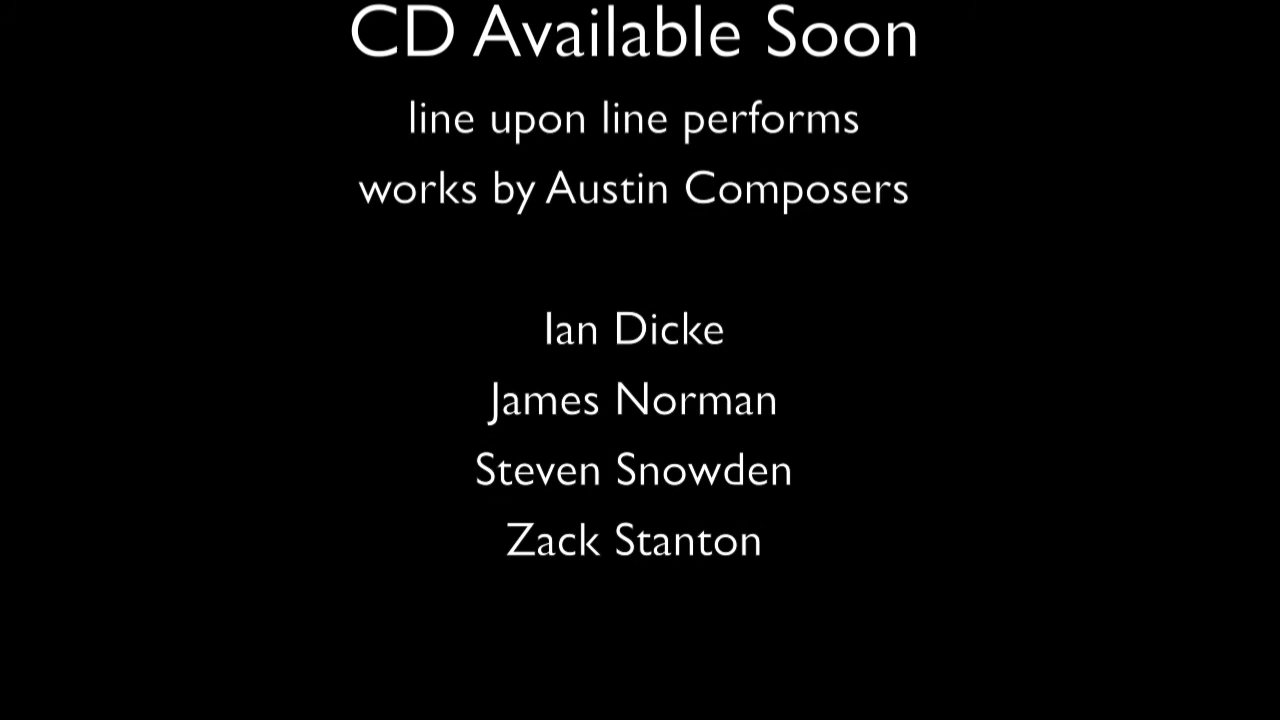 CD Available Soon
line upon line performs
works by Austin Composers
Ian Dicke
James Norman
Steven Snowden
Zack Stanton